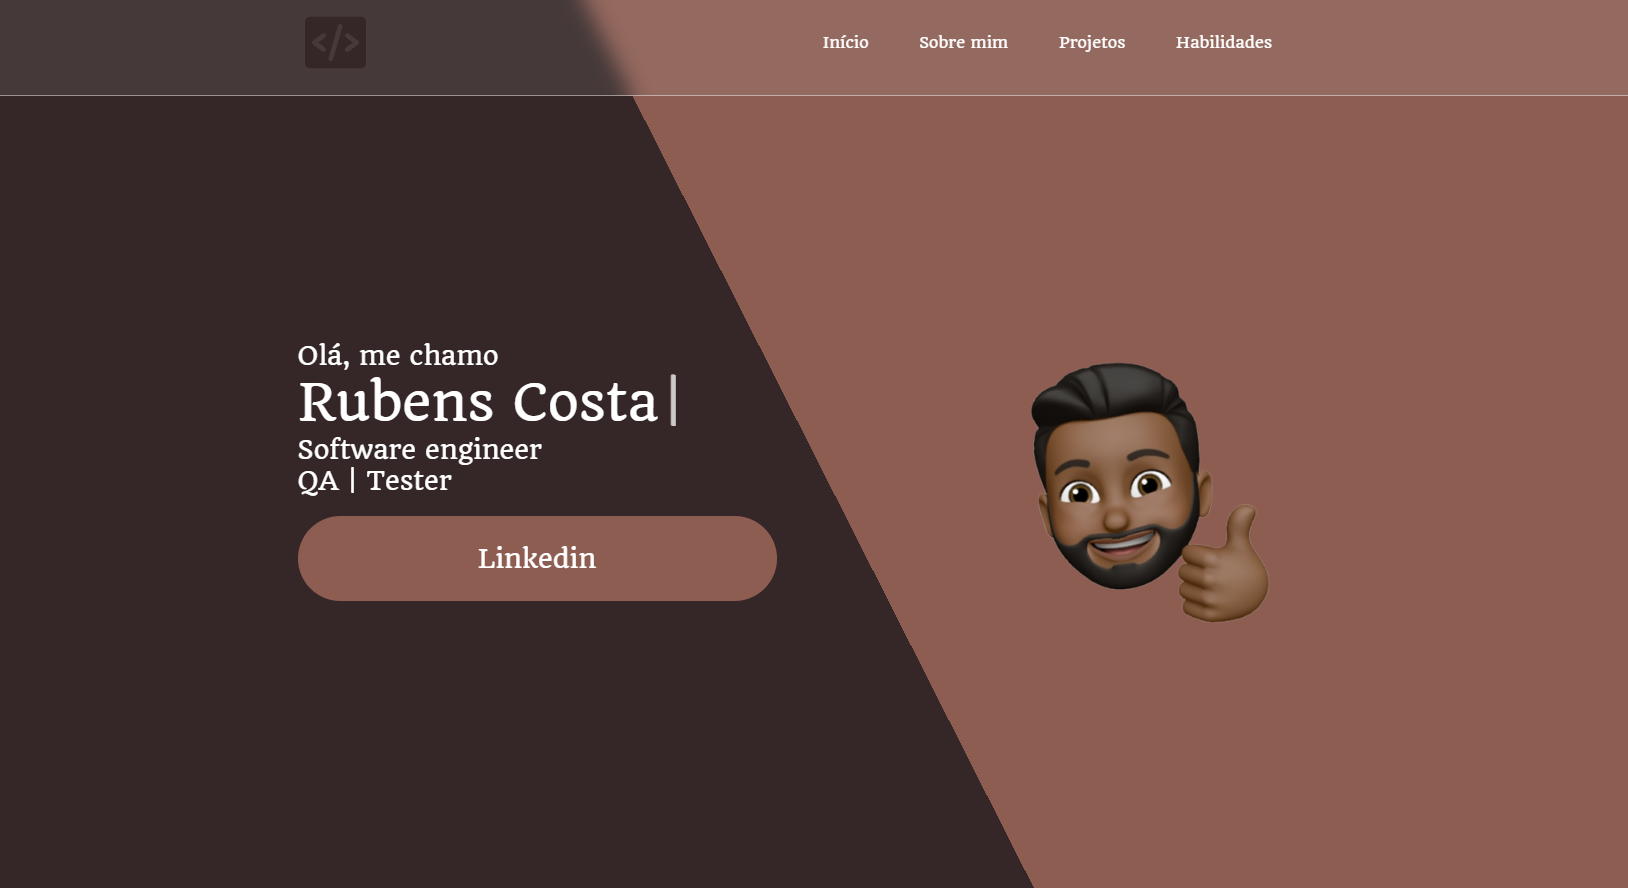 </>
Início Sobre mim Projetos Habilidades
Olá, me chamo
Rubens Costa|
Software engineer
QA | Tester
Linkedin